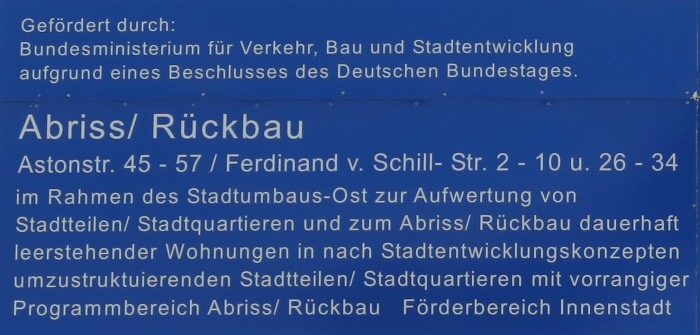 Gefördert durch:
Bundesministerium für Verkehr, Bau und Stadtentwicklung
aufgrund eines Beschlusses des Deutschen Bundestages.
Abriss/ Rückbau
Astonstr. 45 - 57 / Ferdinand v. Schill- Str. 2 - 10 u. 26 - 34
im Rahmen des Stadtumbaus-Ost zur Aufwertung von
Stadtteilen/ Stadtquartieren und zum Abriss/ Rückbau dauerhaft
leerstehender Wohnungen in nach Stadtentwicklungskonzepten
umzustruktuierenden Stadtteilen/ Stadtquartieren mit vorrangiger
Programmbereich Abriss/ Rückbau Förderbereich Innenstadt